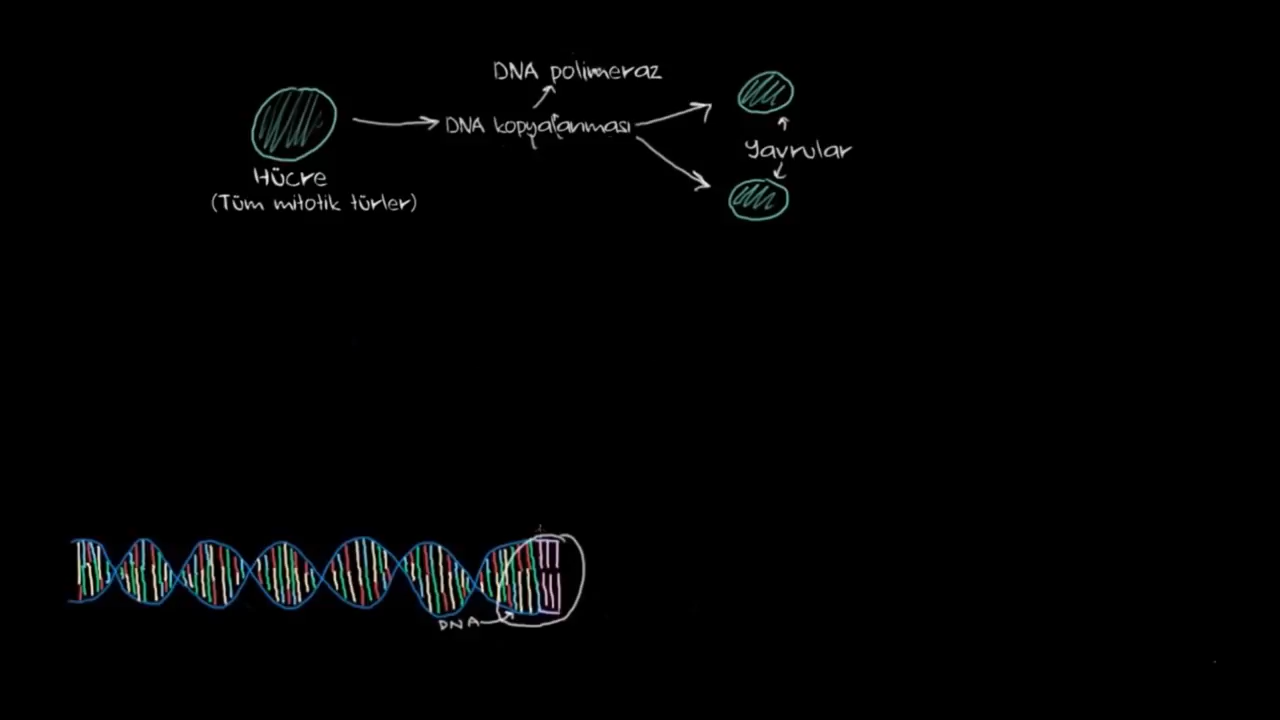 DNA polimeraz
DNA kopyalanması
Hücre
(Tüm mitotik türler)
Yavrular
DNA